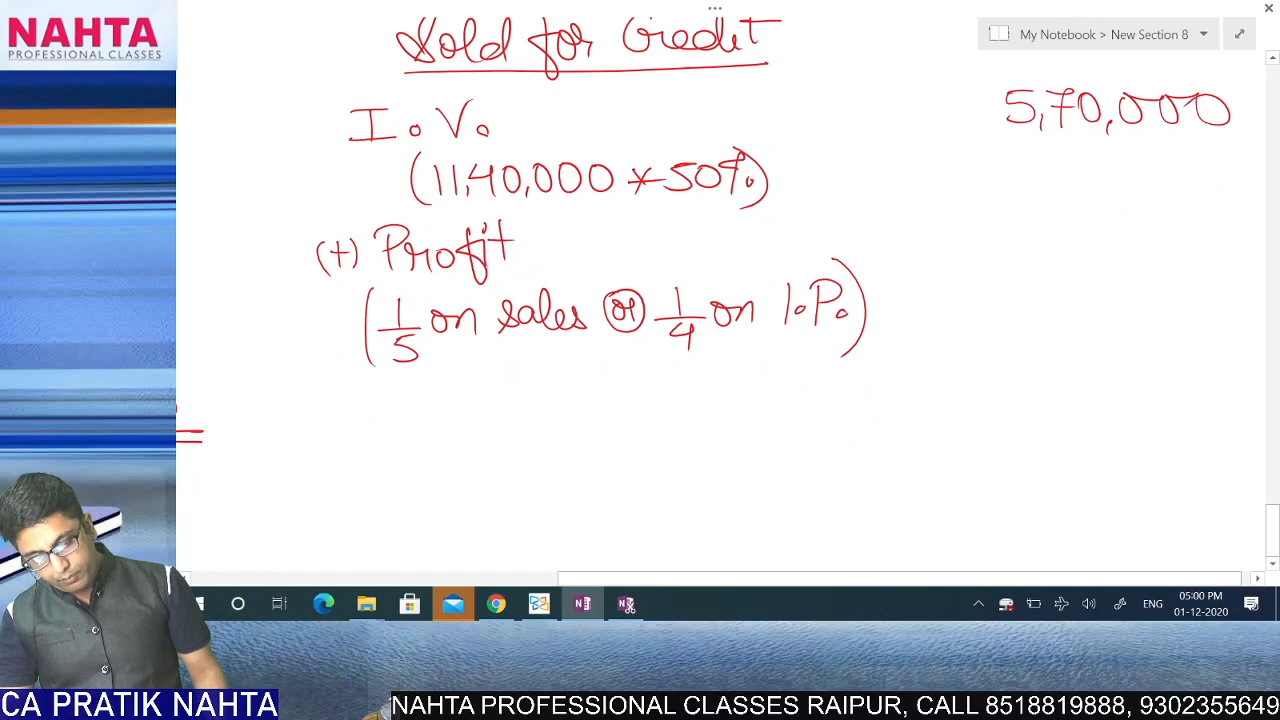 NAHTA
PROFESSIONAL CLASSES
My Notebook > New Section 8
Sold for Credit
I.V. 5,70,000
(11,40,000 * 50%)
(+) Profit
(1/5 on sales or 1/4 on I.P.)
=
ENG
05:00 PM
01-12-2020
CA PRATIK NAHTA
NAHTA PROFESSIONAL CLASSES RAIPUR, CALL 8518819888, 9302355649